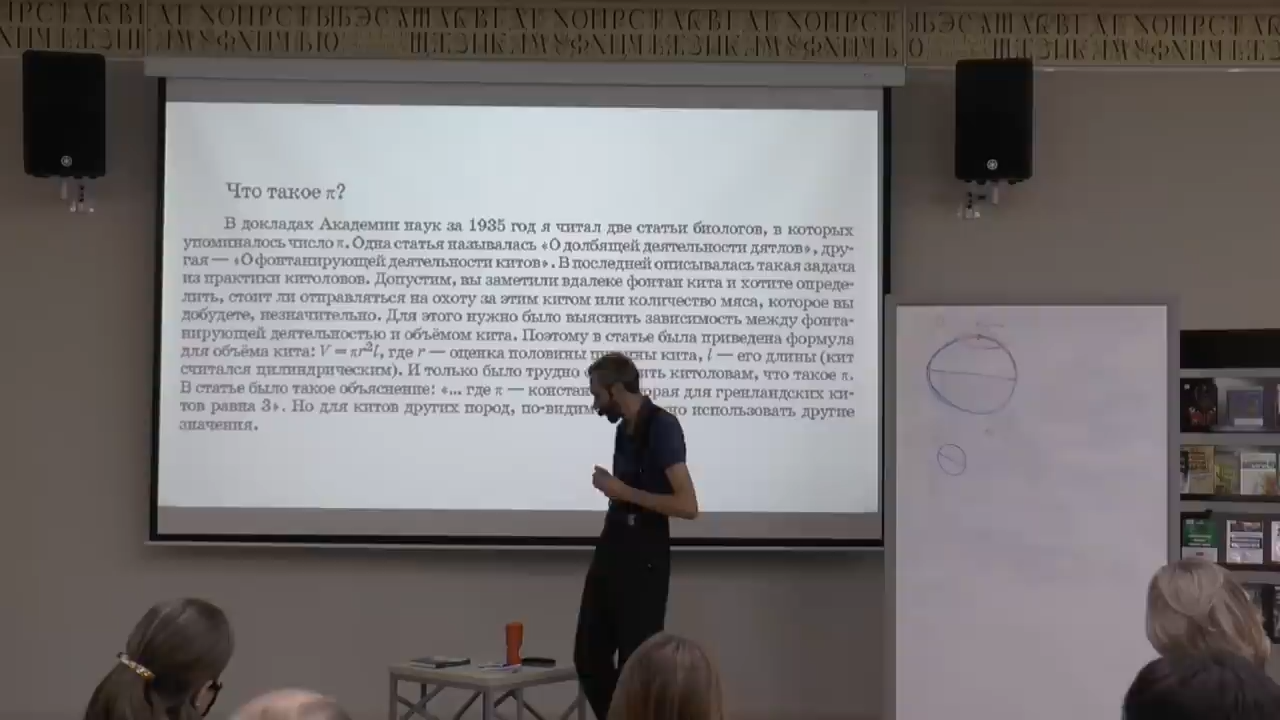 Что такое π?
В докладах Академии наук за 1935 год я читал две статьи биологов, в которых
упоминалось число π. Одна статья называлась «О долбящей деятельности дятлов», дру-
гая — «О фонтанирующей деятельности китов». В последней описывалась такая задача
из практики китоловов. Допустим, вы заметили вдалеке фонтан кита и хотите опреде-
лить, стоит ли отправляться на охоту за этим китом или количество мяса, которое вы
добудете, незначительно. Для этого нужно было выяснить зависимость между фонта-
нирующей деятельностью и объёмом кита. Поэтому в статье была приведена формула
для объёма кита: V = πr²l, где r — оценка половины кита, l — его длины (кит
считался цилиндрическим). И только было трудно китоловам, что такое π.
В статье было такое объяснение: «... где π — для гренландских ки-
тов равна 3». Но для китов других пород, использовать другие
значения.